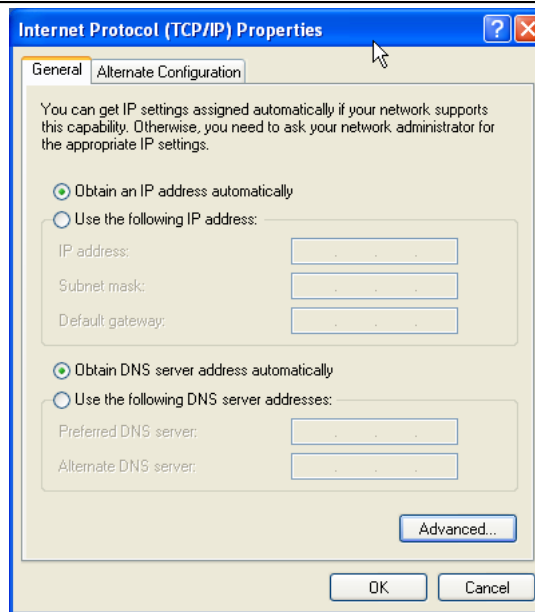 Internet Protocol (TCP/IP) Properties
General
Alternate Configuration
You can get IP settings assigned automatically if your network supports
this capability. Otherwise, you need to ask your network administrator for
the appropriate IP settings.
Obtain an IP address automatically
Use the following IP address:
IP address:
Subnet mask:
Default gateway:
Obtain DNS server address automatically
Use the following DNS server addresses:
Preferred DNS server:
Alternate DNS server:
Advanced...
OK
Cancel